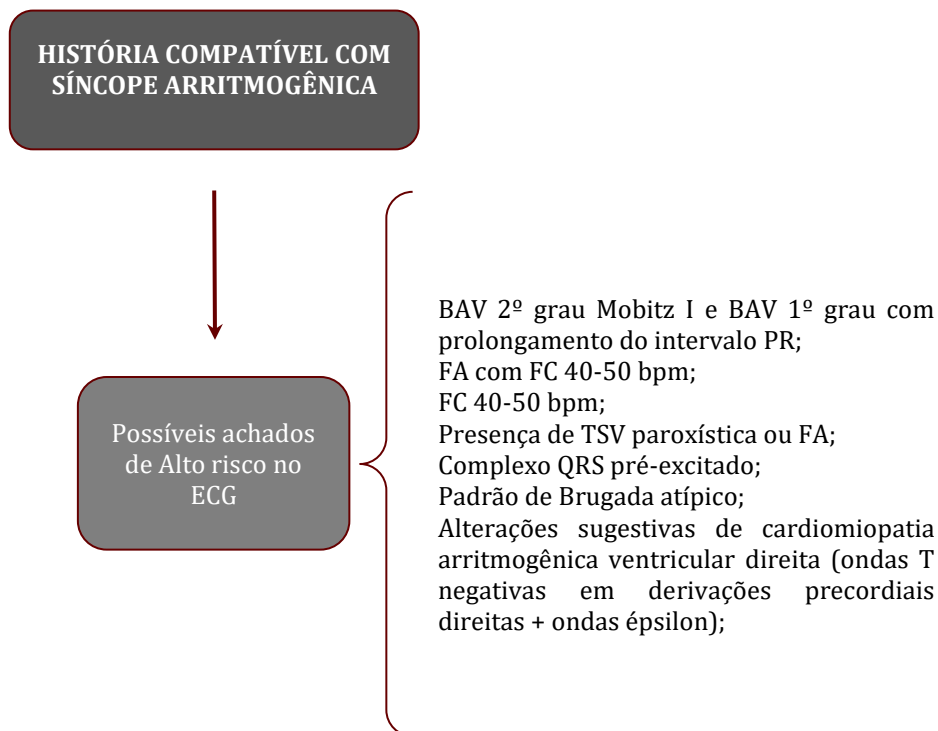 HISTÓRIA COMPATÍVEL COM
SÍNCOPE ARRITMOGÊNICA
Possíveis achados
de Alto risco no
ECG
BAV 2º grau Mobitz I e BAV 1º grau com
prolongamento do intervalo PR;
FA com FC 40-50 bpm;
FC 40-50 bpm;
Presença de TSV paroxística ou FA;
Complexo QRS pré-excitado;
Padrão de Brugada atípico;
Alterações sugestivas de cardiomiopatia
arritmogênica ventricular direita (ondas T
negativas em derivações precordiais
direitas + ondas épsilon);